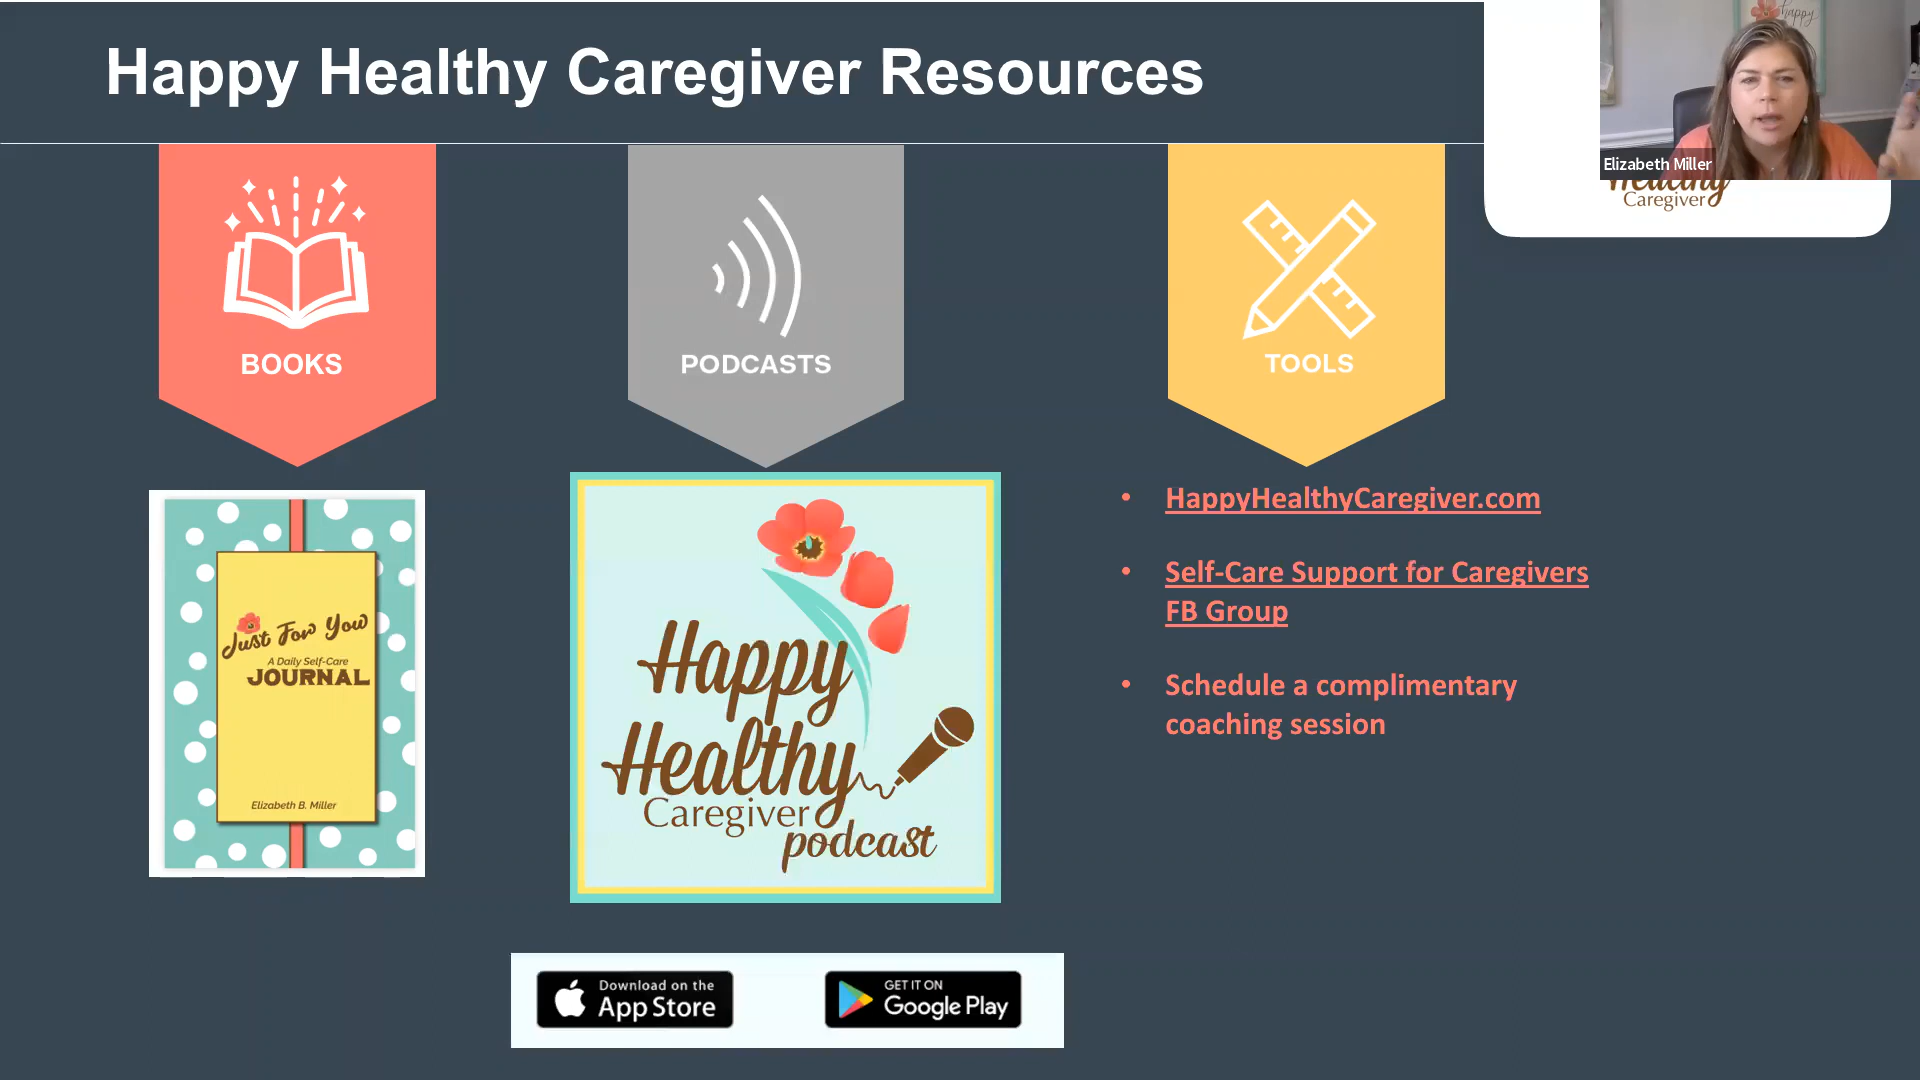 Happy Healthy Caregiver Resources
happy
Elizabeth Miller
Healthy
Caregiver
BOOKS
PODCASTS
TOOLS
Just For You
A Daily Self-Care
JOURNAL
Elizabeth B. Miller
Happy
Healthy
Caregiver
podcast
Download on the
App Store
GET IT ON
Google Play
• HappyHealthyCaregiver.com
• Self-Care Support for Caregivers
FB Group
• Schedule a complimentary
coaching session